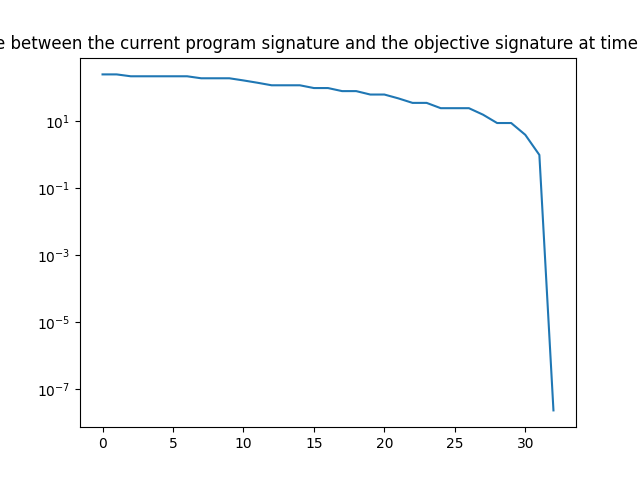 e between the current program signature and the objective signature at time
10^1
10^-1
10^-3
10^-5
10^-7
0 5 10 15 20 25 30